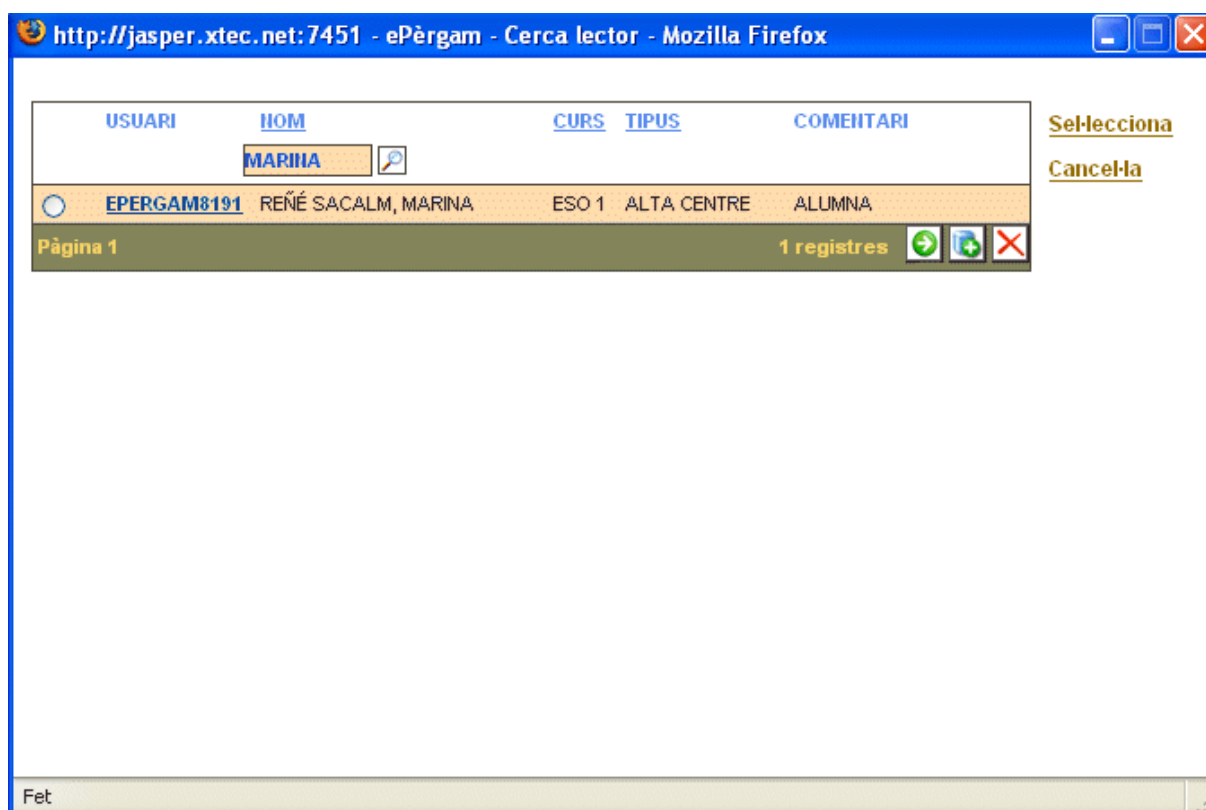 http://jasper.xtec.net:7451 - ePèrgam - Cerca lector - Mozilla Firefox
USUARI NOM CURS TIPUS COMENTARI
MARINA
EPERGAM8191 REÑÉ SACALM, MARINA ESO 1 ALTA CENTRE ALUMNA
Pàgina 1 1 registres
Sel·lecciona
Cancel·la
Fet